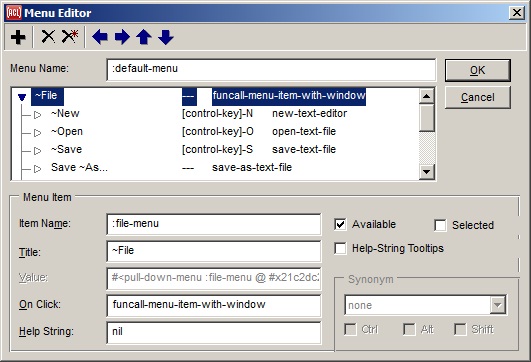 ACL Menu Editor
Menu Name: :default-menu OK
~File --- funcall-menu-item-with-window Cancel
~New [control-key]-N new-text-editor
~Open [control-key]-O open-text-file
~Save [control-key]-S save-text-file
Save ~As... --- save-as-text-file
Menu Item
Item Name: :file-menu Available Selected
Title: ~File Help-String Tooltips
Value: #<pull-down-menu :file-menu @ #x21c2dc2
Synonym
On Click: funcall-menu-item-with-window none
Help String: nil Ctrl Alt Shift